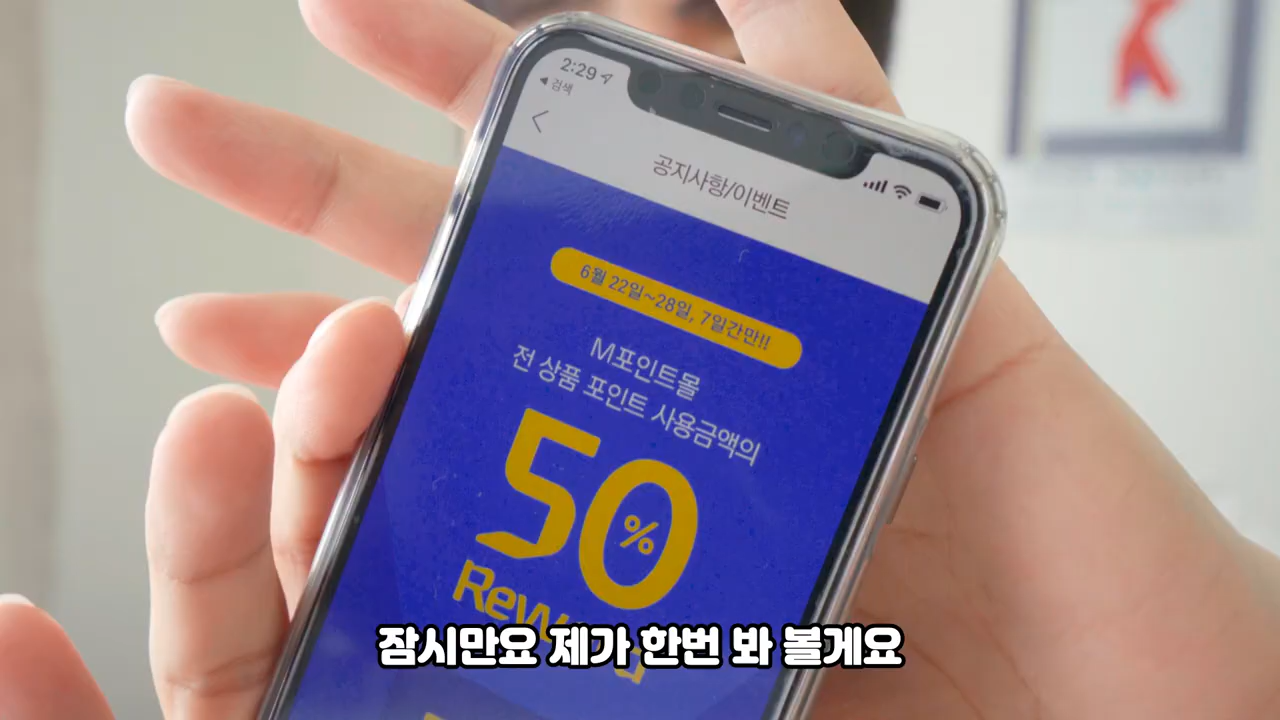 2:29
◀ 검색
공지사항/이벤트
6월 22일~28일, 7일간만!!
M포인트몰
전 상품 포인트 사용금액의
50%
잠시만요 제가 한번 봐 볼게요